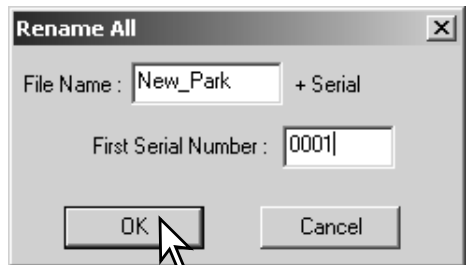 Rename All
File Name : New_Park + Serial
First Serial Number : 0001
OK Cancel